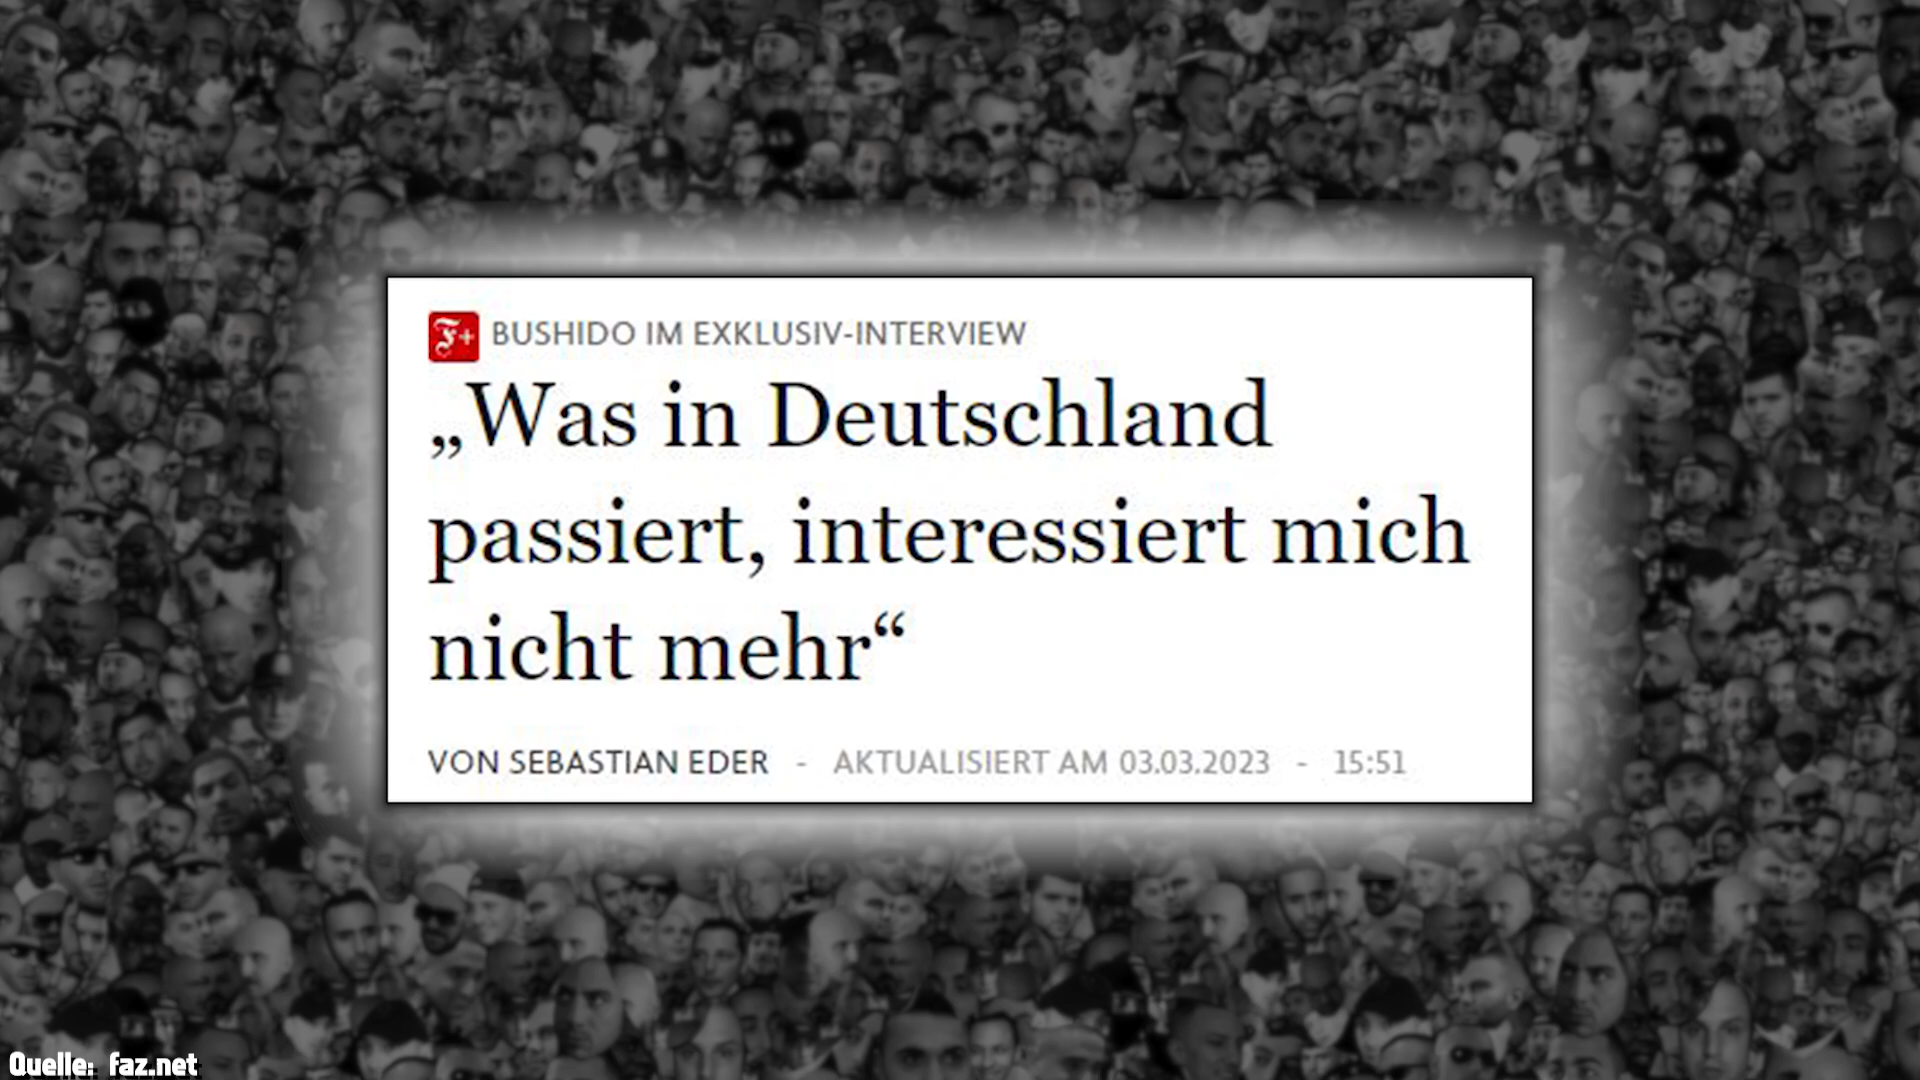 F+ BUSHIDO IM EXKLUSIV-INTERVIEW
„Was in Deutschland
passiert, interessiert mich
nicht mehr“
VON SEBASTIAN EDER - AKTUALISIERT AM 03.03.2023 - 15:51
Quelle: faz.net